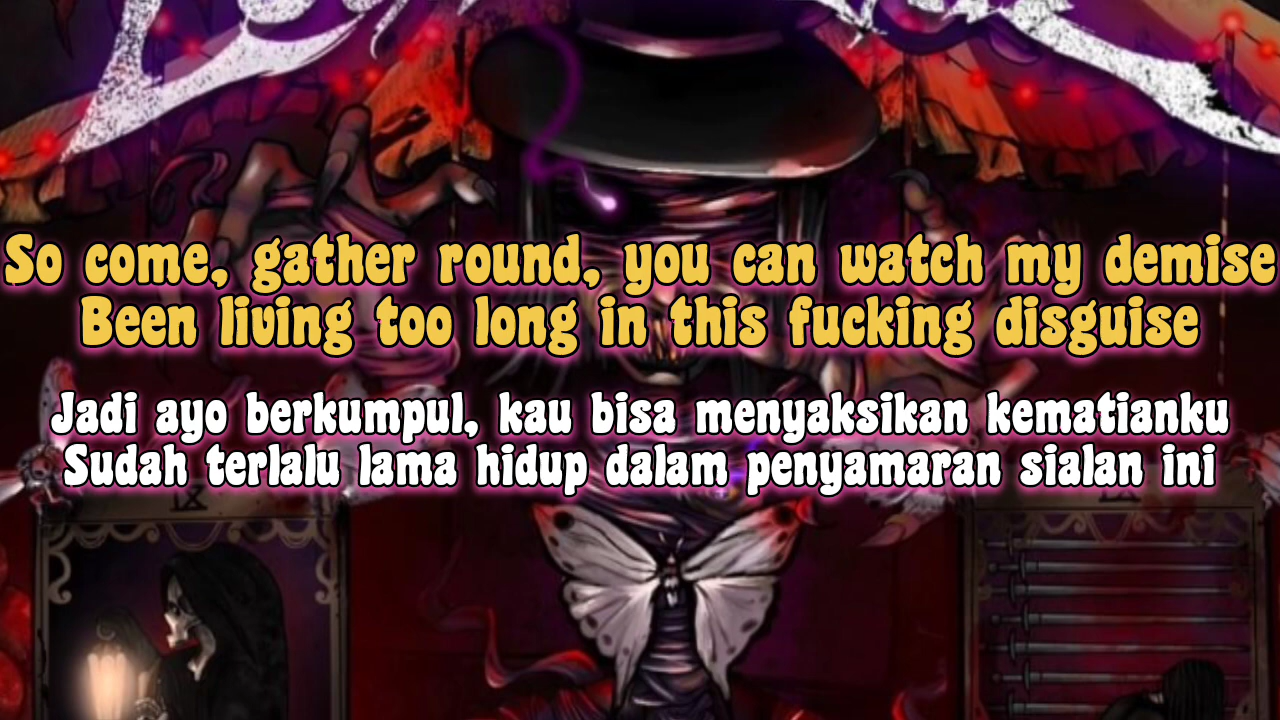 So come, gather round, you can watch my demise
Been living too long in this fucking disguise
Jadi ayo berkumpul, kau bisa menyaksikan kematianku
Sudah terlalu lama hidup dalam penyamaran sialan ini
IX